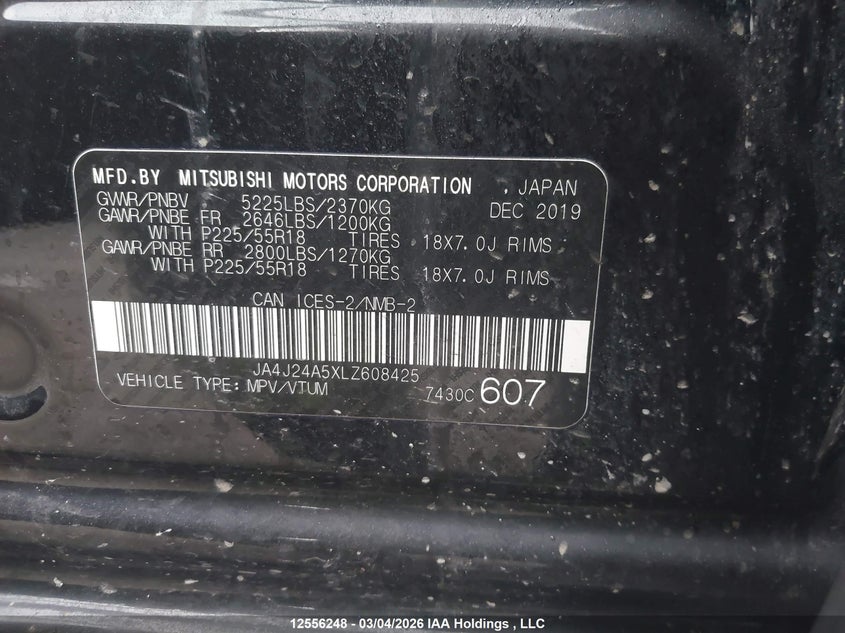 MFD.BY MITSUBISHI MOTORS CORPORATION , JAPAN
GVWR/PNBV 5225LBS/2370KG DEC 2019
GAWR/PNBE FR 2646LBS/1200KG
WITH P225/55R18 TIRES 18X7.0J RIMS
GAWR/PNBE RR 2800LBS/1270KG
WITH P225/55R18 TIRES 18X7.0J RIMS
CAN ICES-2/NMB-2
JA4J24A5XLZ608425
VEHICLE TYPE: MPV/VTUM 7430C 607
12556248 - 03/04/2026 IAA Holdings , LLC